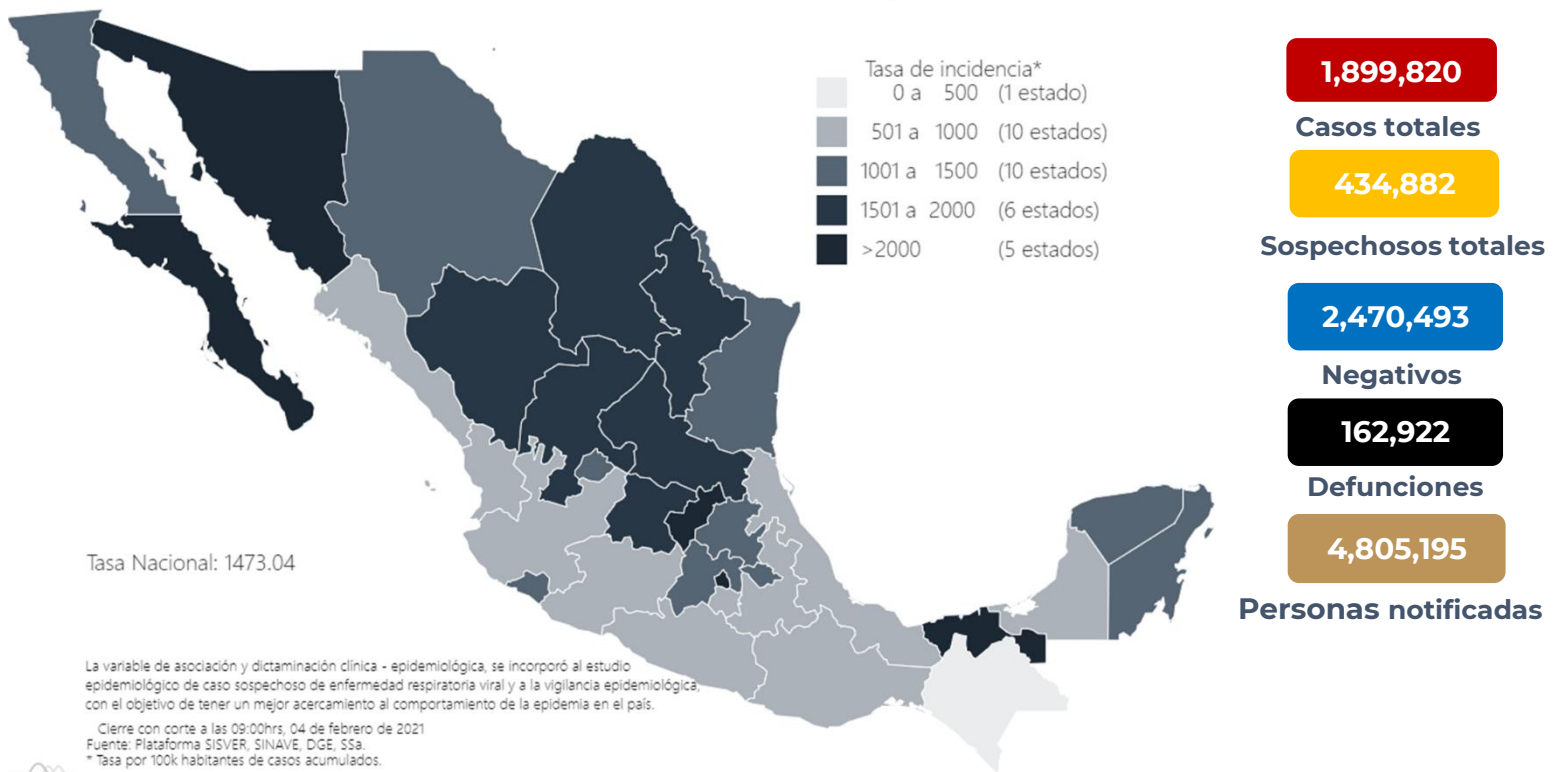 Tasa de incidencia*
0 a 500 (1 estado)
501 a 1000 (10 estados)
1001 a 1500 (10 estados)
1501 a 2000 (6 estados)
>2000 (5 estados)
1,899,820
Casos totales
434,882
Sospechosos totales
2,470,493
Negativos
162,922
Defunciones
4,805,195
Personas notificadas
Tasa Nacional: 1473.04
La variable de asociación y dictaminación clínica - epidemiológica, se incorporó al estudio
epidemiológico de caso sospechoso de enfermedad respiratoria viral y a la vigilancia epidemiológica,
con el objetivo de tener un mejor acercamiento al comportamiento de la epidemia en el país.
Cierre con corte a las 09:00hrs, 04 de febrero de 2021
Fuente: Plataforma SISVER, SINAVE, DGE, SSa.
* Tasa por 100k habitantes de casos acumulados.